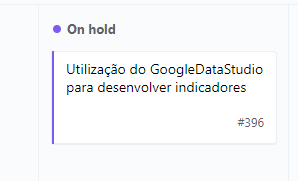 On hold
Utilização do GoogleDataStudio
para desenvolver indicadores
#396